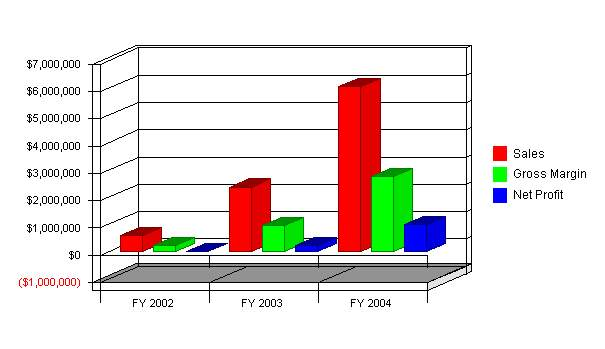 $7,000,000
$6,000,000
$5,000,000
$4,000,000
$3,000,000
$2,000,000
$1,000,000
$0
($1,000,000)
FY 2002
FY 2003
FY 2004
Sales
Gross Margin
Net Profit